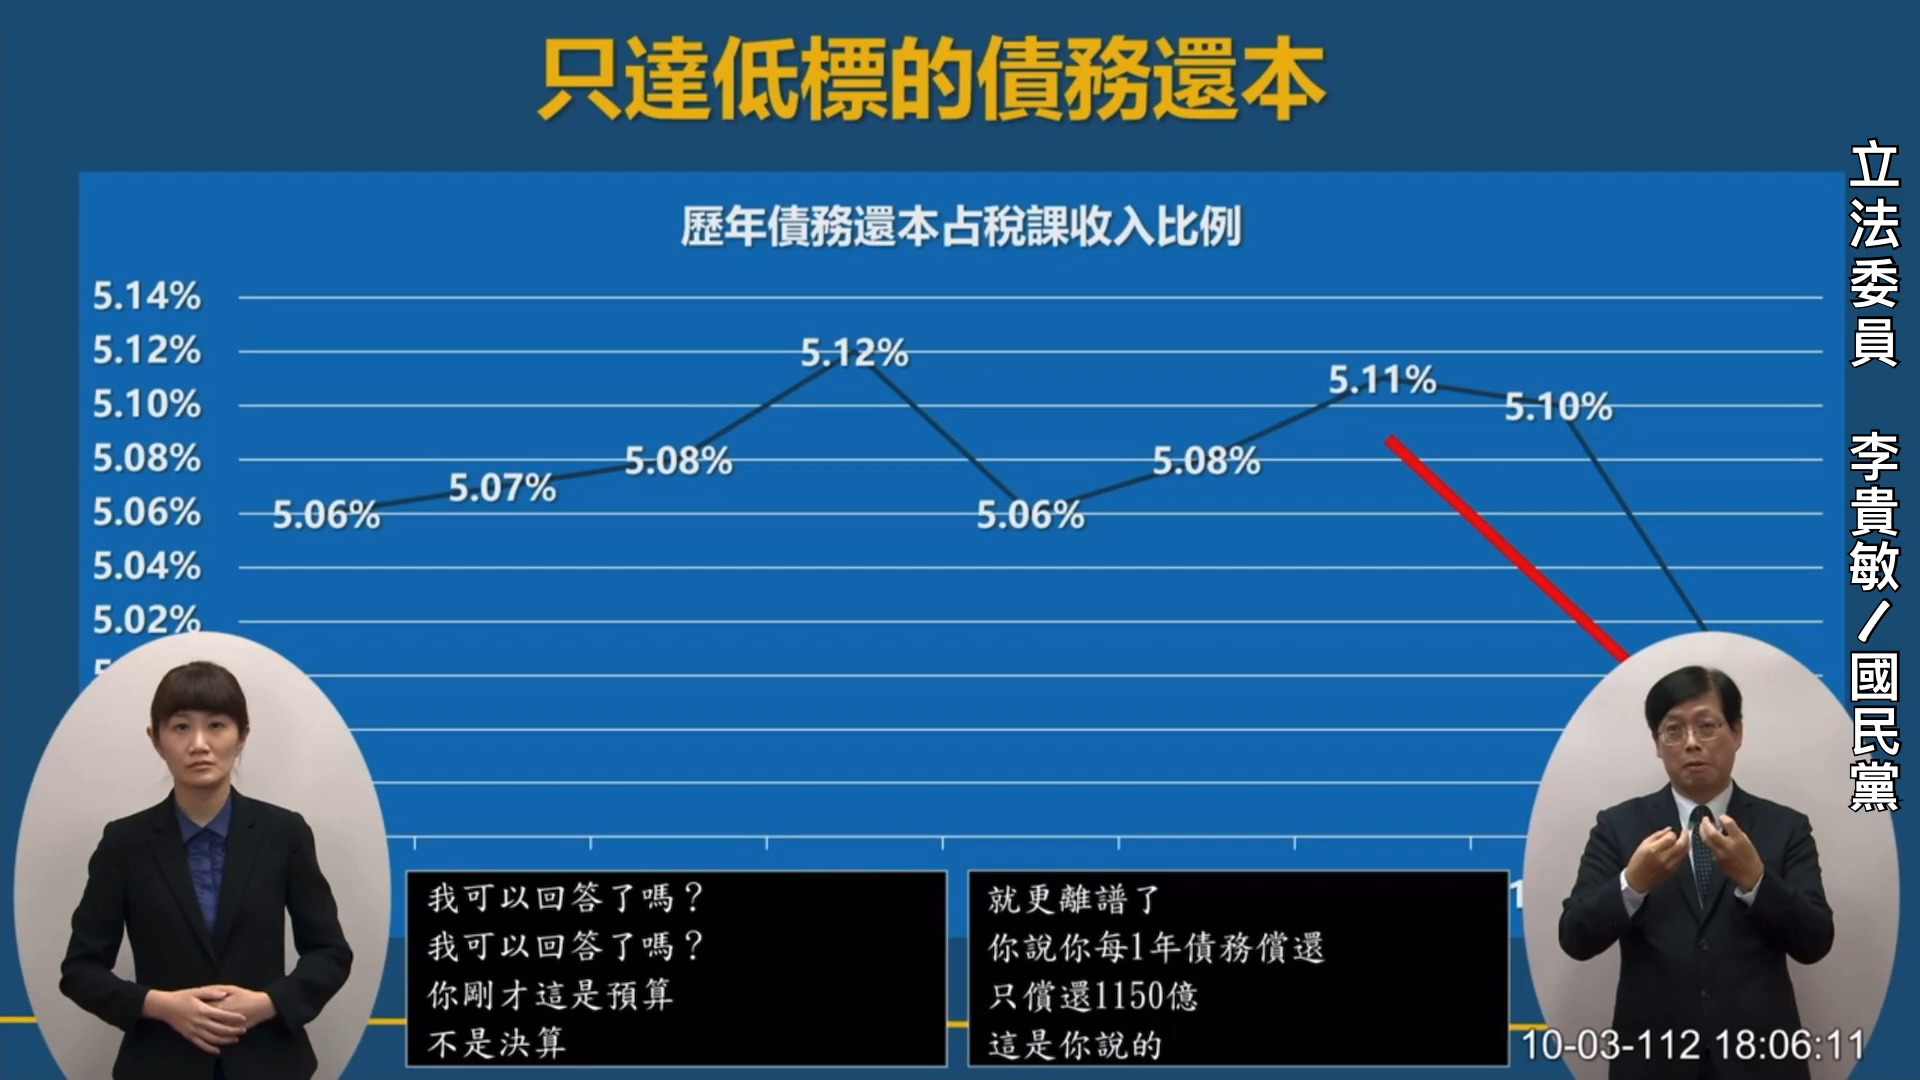 只達低標的債務還本
歷年債務還本占稅課收入比例
5.14%
5.12%
5.10%
5.08%
5.06%
5.04%
5.02%
5.06%
5.07%
5.08%
5.12%
5.06%
5.08%
5.11%
5.10%
立法委員 李貴敏/國民黨
我可以回答了嗎?
我可以回答了嗎?
你剛才這是預算
不是決算
就更離譜了
你說你每1年債務償還
只償還1150億
這是你說的
10-03-112 18:06:11